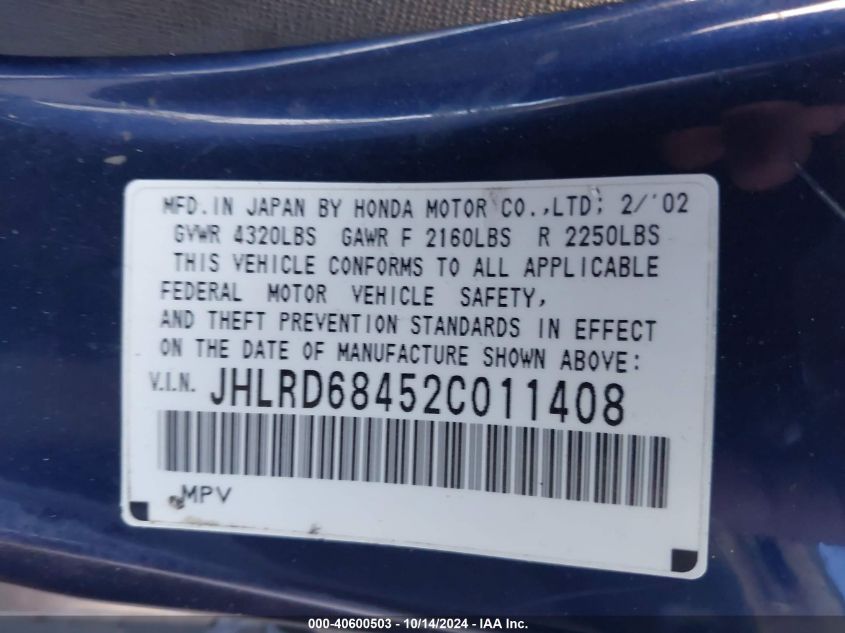 MFD. IN JAPAN BY HONDA MOTOR CO.,LTD; 2/'02
GVWR 4320LBS GAWR F 2160LBS R 2250LBS
THIS VEHICLE CONFORMS TO ALL APPLICABLE
FEDERAL MOTOR VEHICLE SAFETY,
AND THEFT PREVENTION STANDARDS IN EFFECT
ON THE DATE OF MANUFACTURE SHOWN ABOVE:
V.I.N. JHLRD68452C011408
MPV
000-40600503 - 10/14/2024 - IAA Inc.